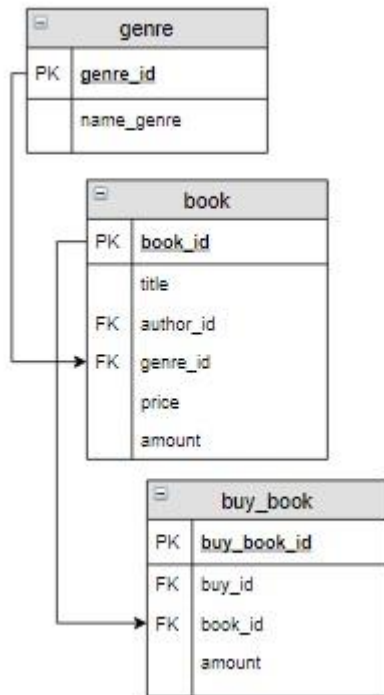 genre
PK genre_id
name_genre
book
PK book_id
title
FK author_id
FK genre_id
price
amount
buy_book
PK buy_book_id
FK buy_id
FK book_id
amount